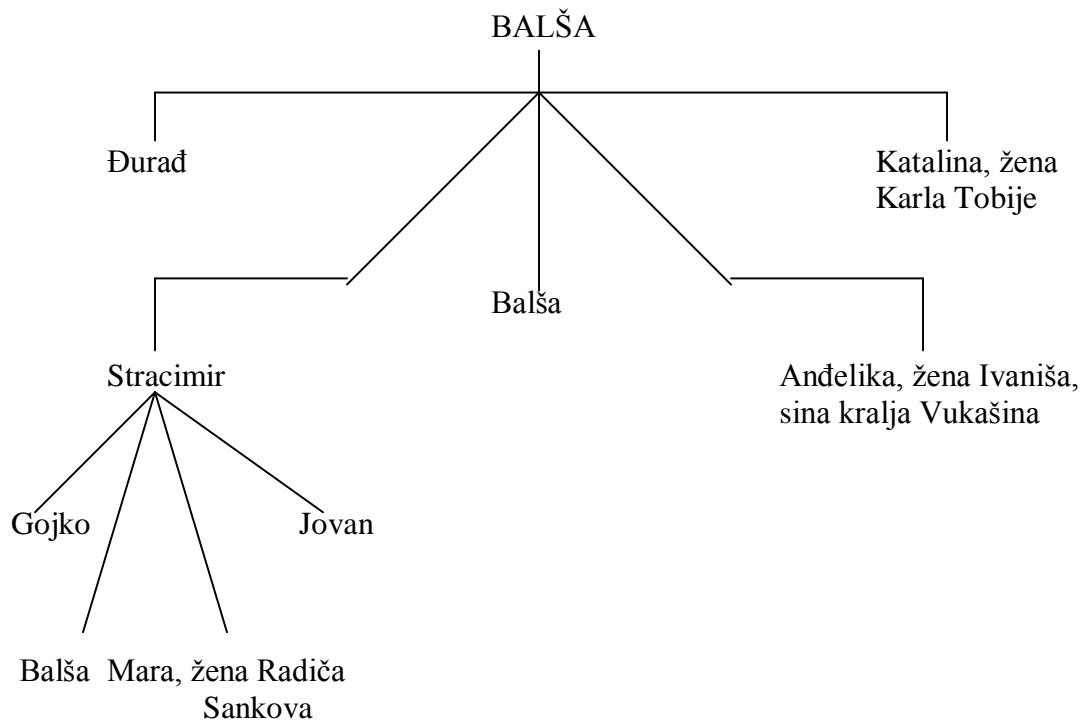 BALŠA
Đurađ
Katalina, žena
Karla Tobije
Balša
Stracimir
Anđelika, žena Ivaniša,
sina kralja Vukašina
Gojko
Jovan
Balša
Mara, žena Radiča
Sankova